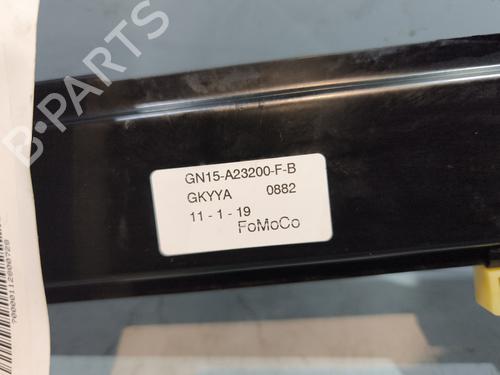 B-PARTS
GN15-A23200-F-B
GKYYA 0882
11 - 1 - 19
FoMoCo